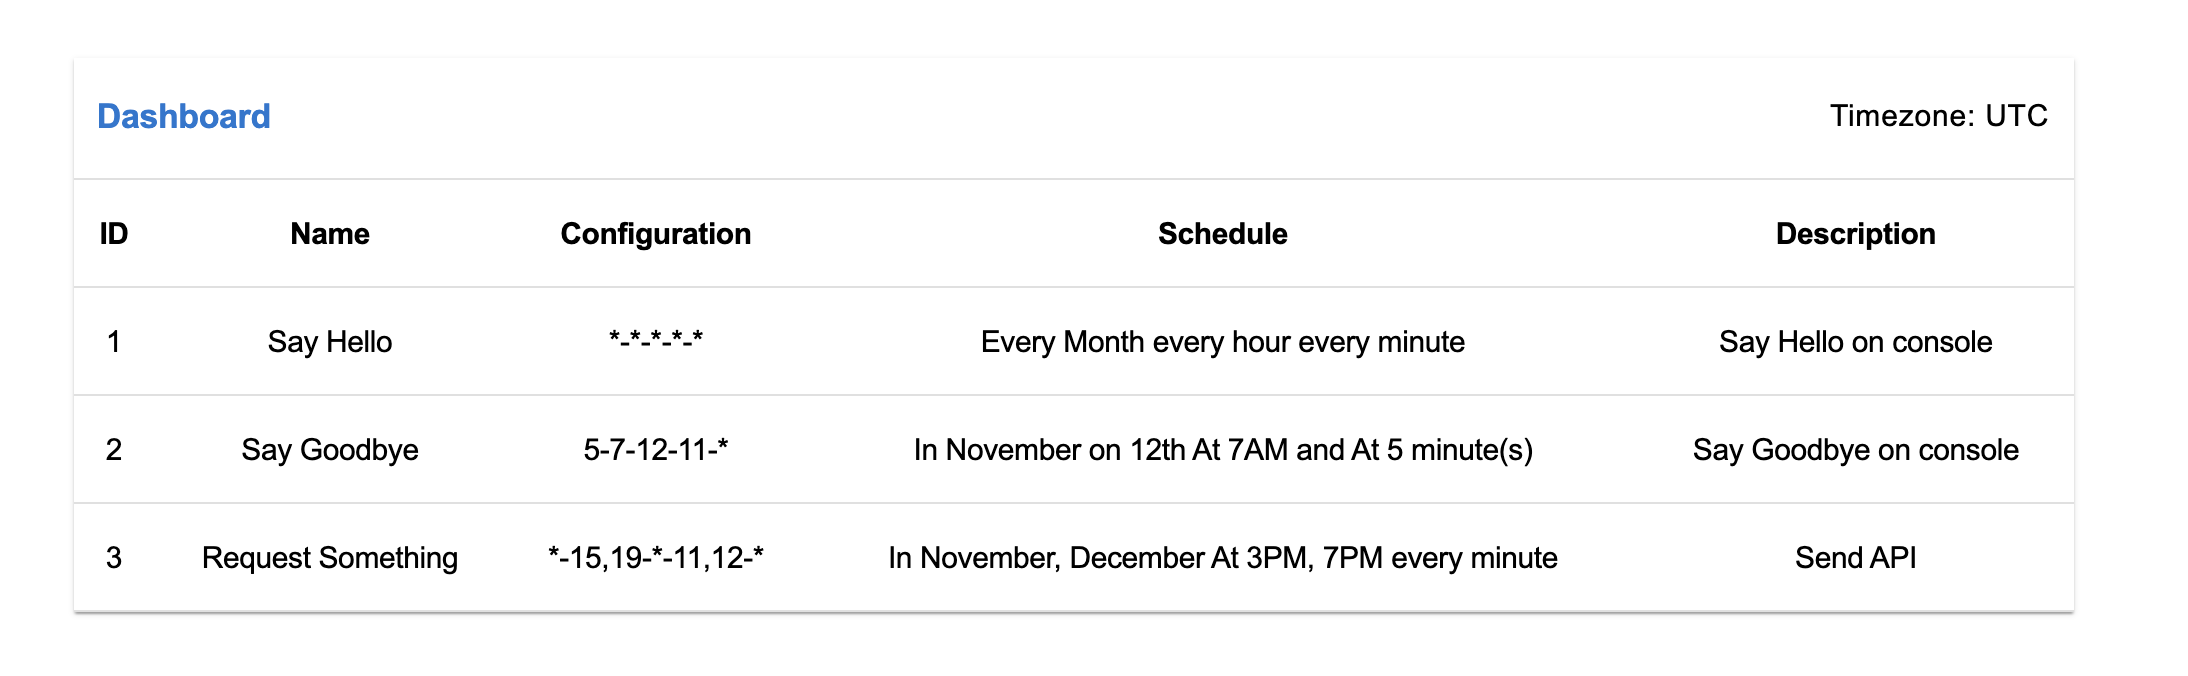 Dashboard Timezone: UTC
ID Name Configuration Schedule Description
1 Say Hello *-*-*-*-* Every Month every hour every minute Say Hello on console
2 Say Goodbye 5-7-12-11-* In November on 12th At 7AM and At 5 minute(s) Say Goodbye on console
3 Request Something *-15,19-*-11,12-* In November, December At 3PM, 7PM every minute Send API